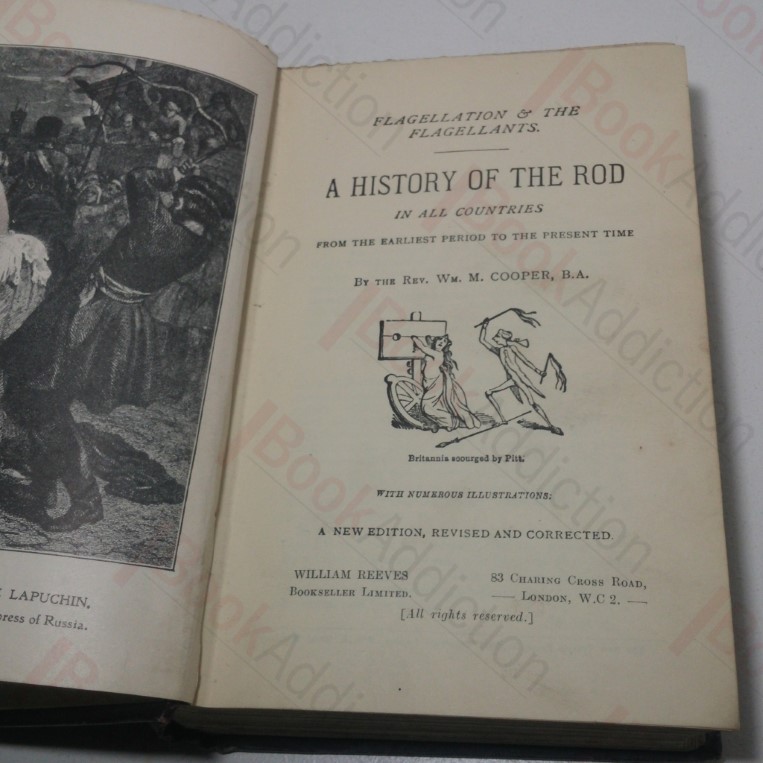 LAPUCHIN,
ress of Russia.
FLAGELLATION & THE
FLAGELLANTS.
A HISTORY OF THE ROD
IN ALL COUNTRIES
FROM THE EARLIEST PERIOD TO THE PRESENT TIME
BY THE REV. WM. M. COOPER, B.A.
Britannia scourged by Pitt.
WITH NUMEROUS ILLUSTRATIONS:
A NEW EDITION, REVISED AND CORRECTED.
WILLIAM REEVES
BOOKSELLER LIMITED.
83 CHARING CROSS ROAD,
— LONDON, W.C 2. —
[All rights reserved.]
BookAddiction